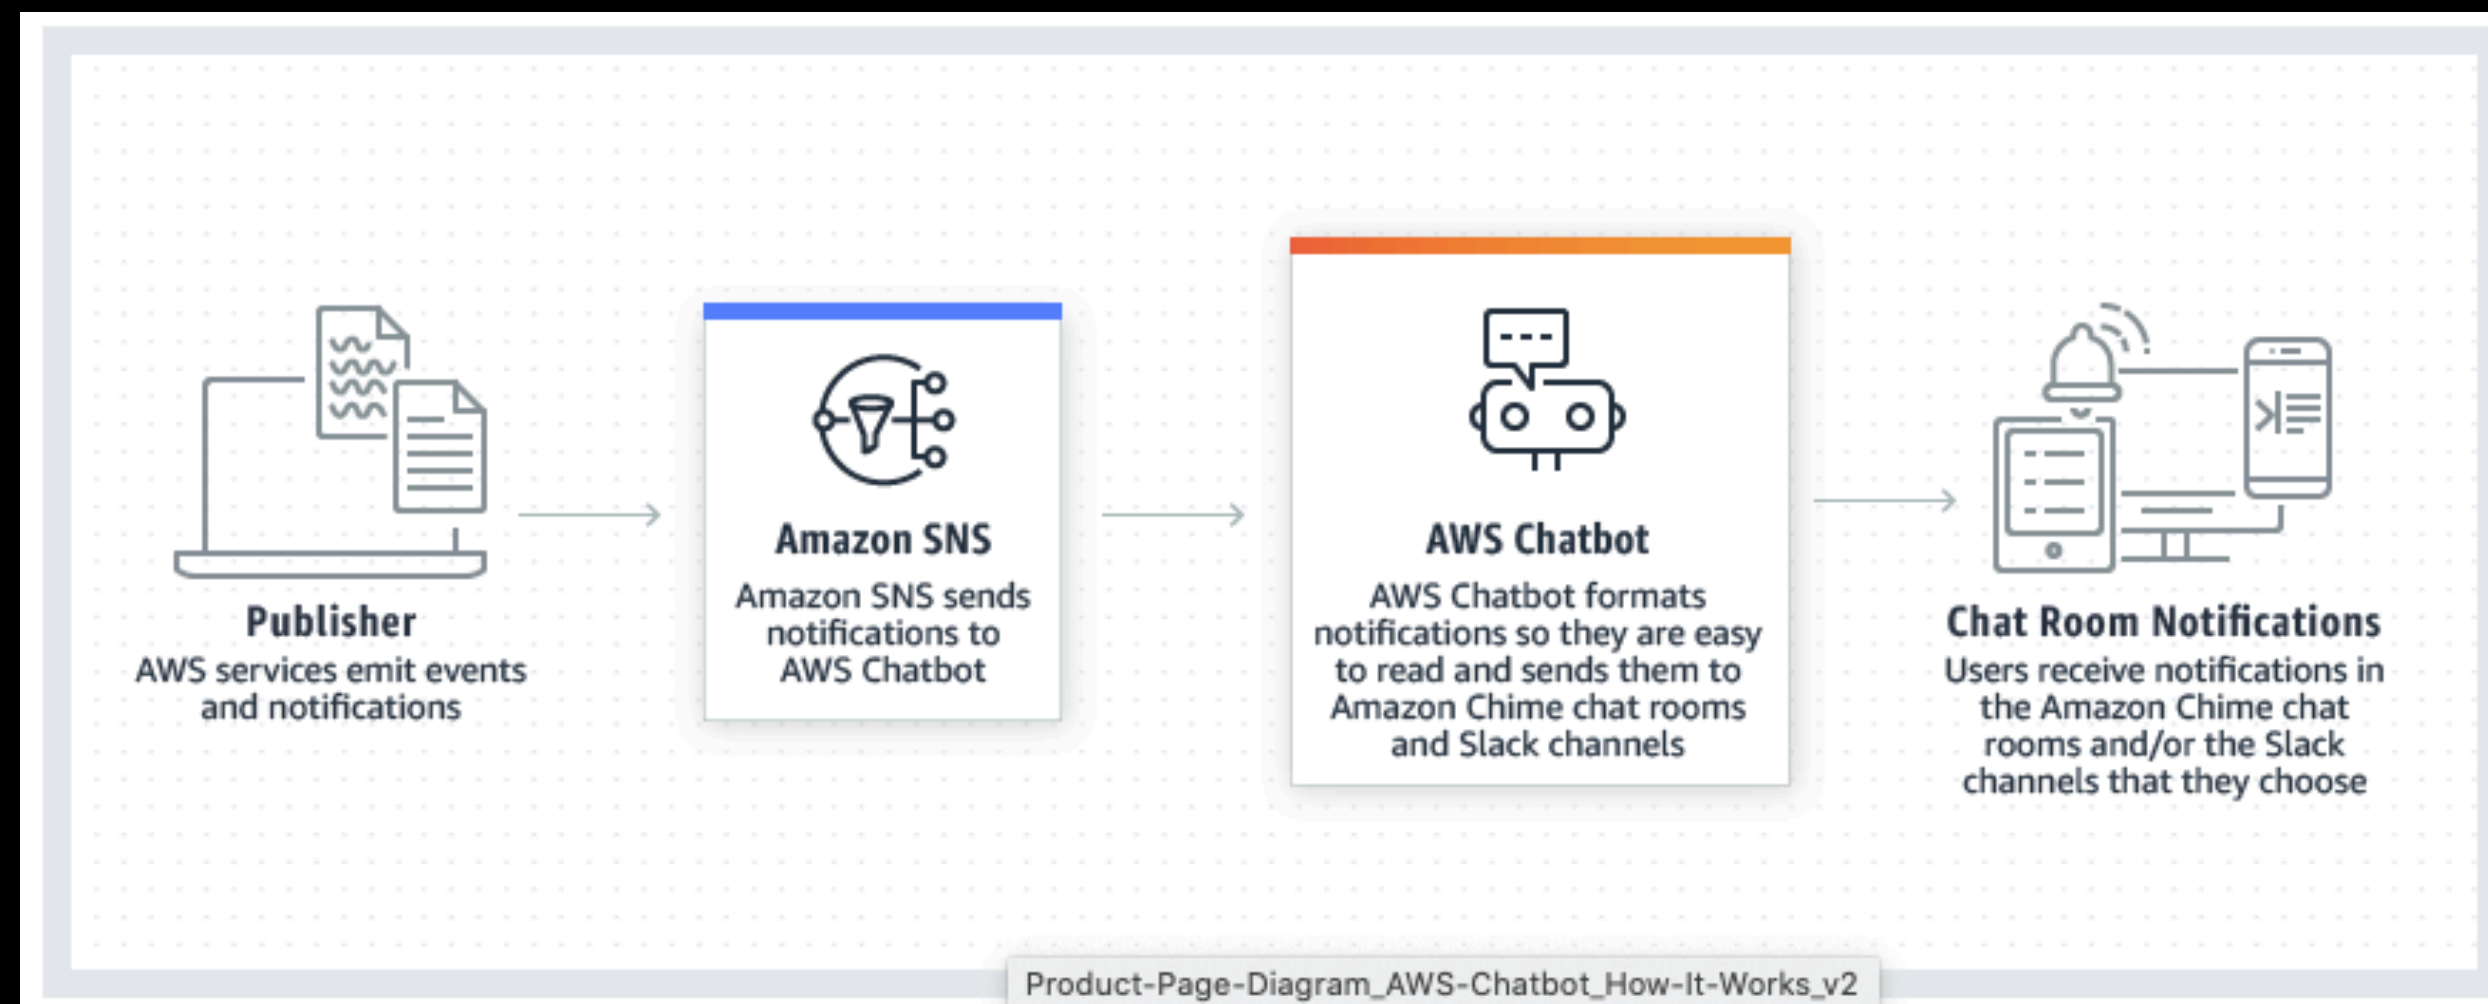 Publisher
AWS services emit events
and notifications
Amazon SNS
Amazon SNS sends
notifications to
AWS Chatbot
AWS Chatbot
AWS Chatbot formats
notifications so they are easy
to read and sends them to
Amazon Chime chat rooms
and Slack channels
Chat Room Notifications
Users receive notifications in
the Amazon Chime chat
rooms and/or the Slack
channels that they choose
Product-Page-Diagram_AWS-Chatbot_How-It-Works_v2